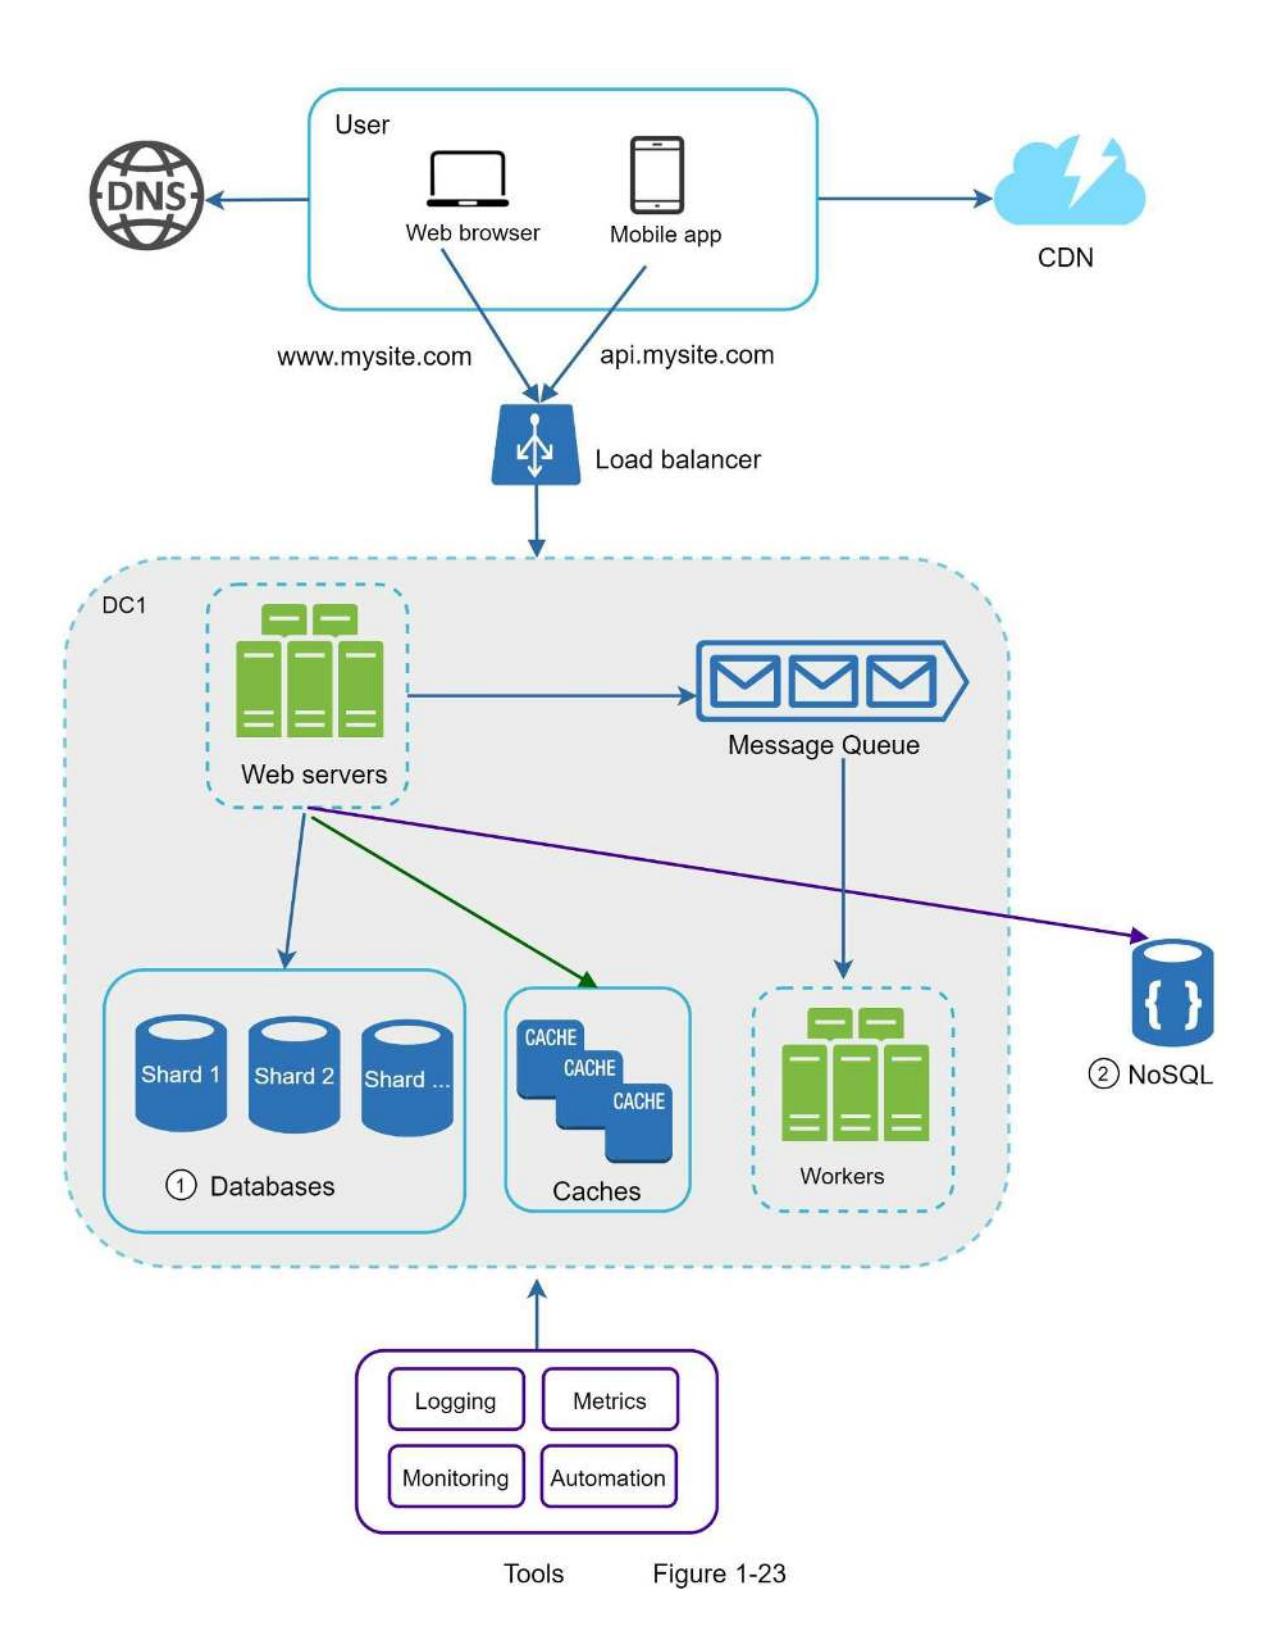 User
DNS
Web browser
Mobile app
CDN
www.mysite.com
api.mysite.com
Load balancer
DC1
Web servers
Message Queue
Shard 1
Shard 2
Shard ...
① Databases
CACHE
CACHE
CACHE
Caches
Workers
{ }
② NoSQL
Logging
Metrics
Monitoring
Automation
Tools
Figure 1-23